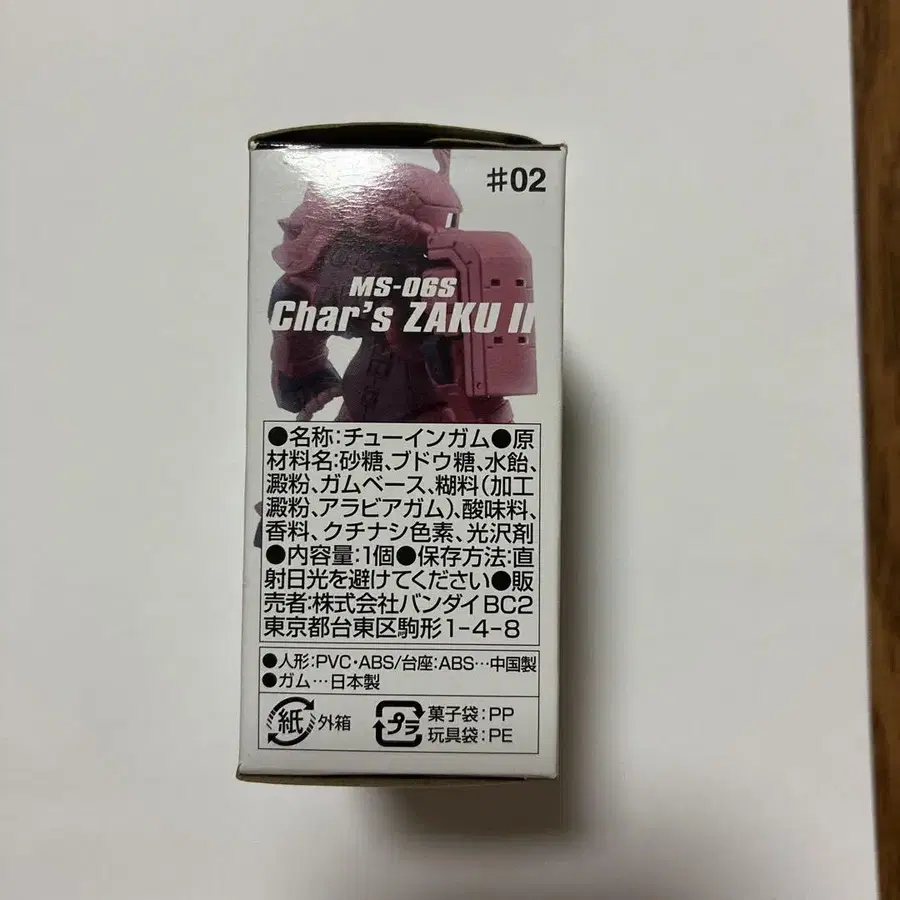 #02
MS-06S
Char's ZAKU II
●名称:チューインガム●原
材料名:砂糖、ブドウ糖、水飴、
澱粉、ガムベース、糊料(加工
澱粉、アラビアガム)、酸味料、
香料、クチナシ色素、光沢剤
●内容量:1個●保存方法:直
射日光を避けてください●販
売者:株式会社バンダイBC2
東京都台東区駒形1-4-8
●人形:PVC・ABS/台座:ABS…中国製
●ガム…日本製
紙 外箱
プラ 菓子袋:PP
玩具袋:PE